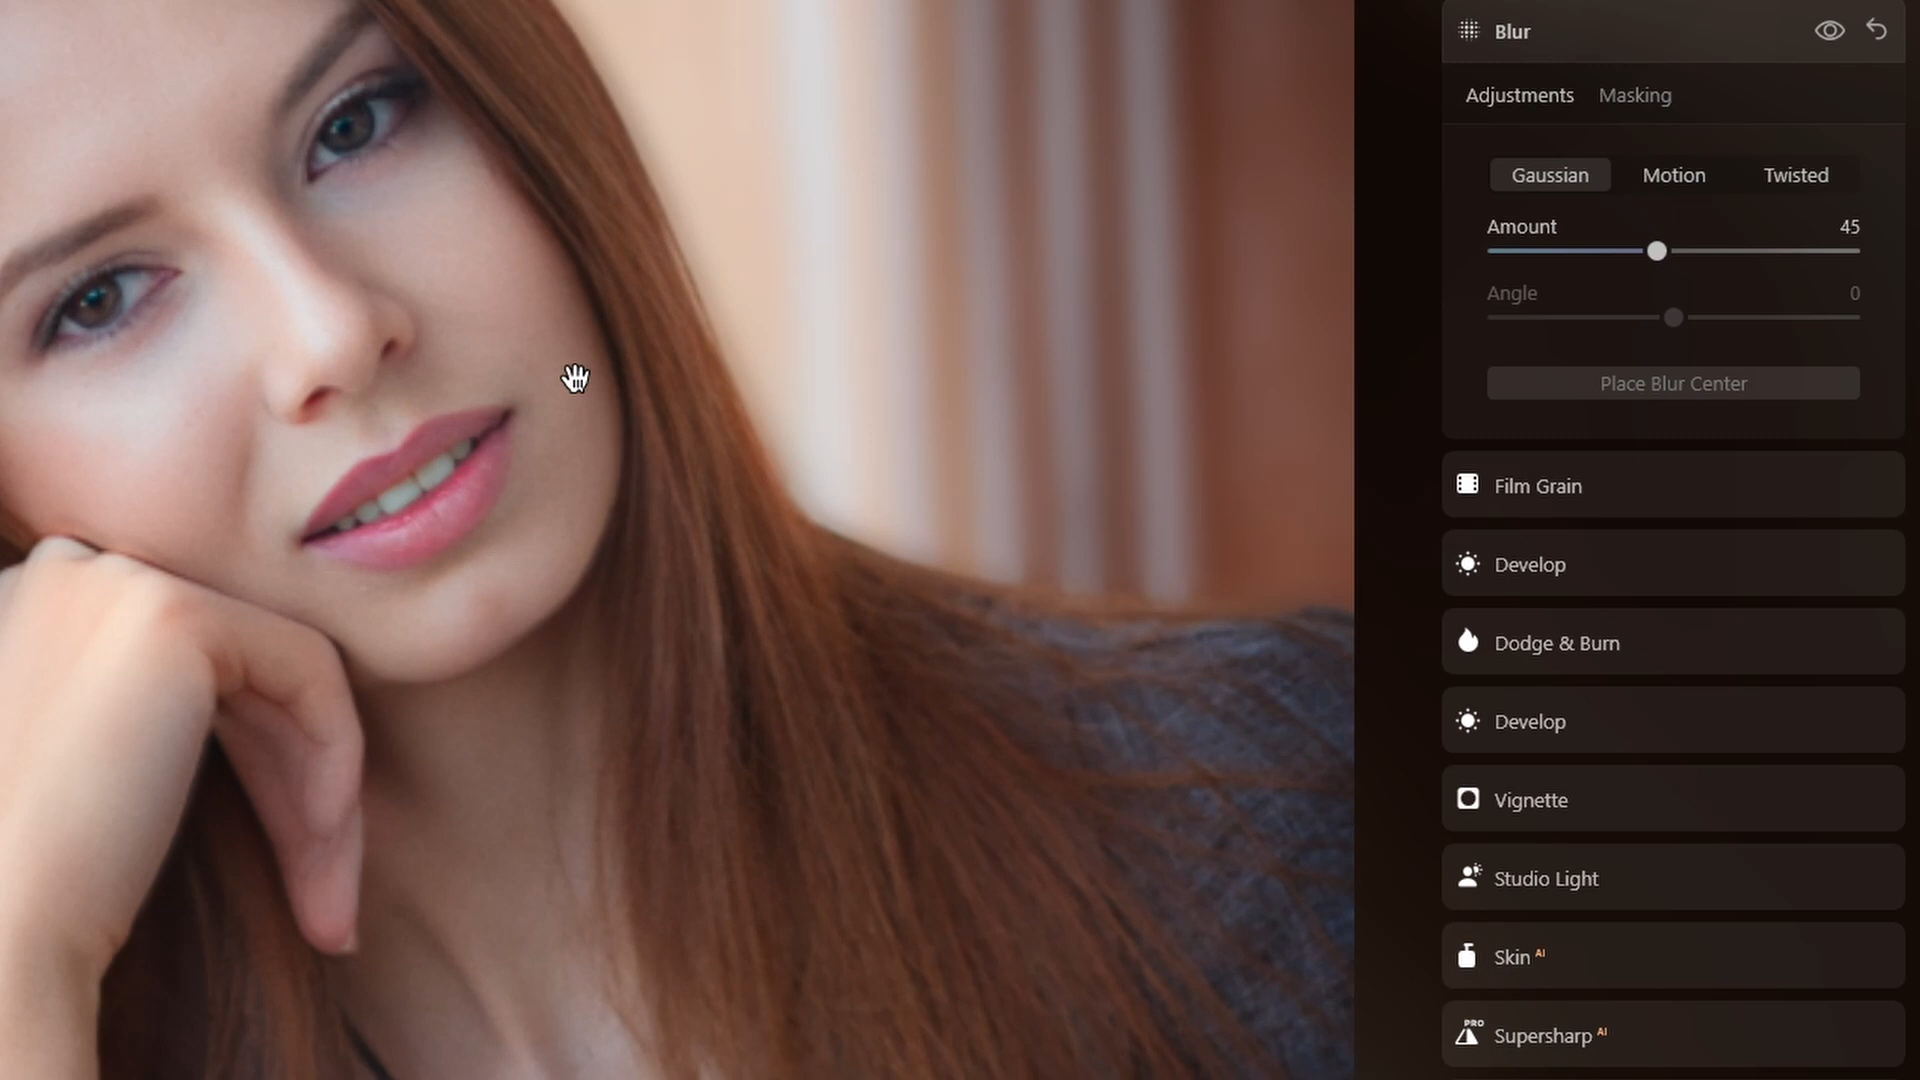 Blur
Adjustments Masking
Gaussian Motion Twisted
Amount 45
Angle 0
Place Blur Center
Film Grain
Develop
Dodge & Burn
Develop
Vignette
Studio Light
Skin AI
PRO Supersharp AI